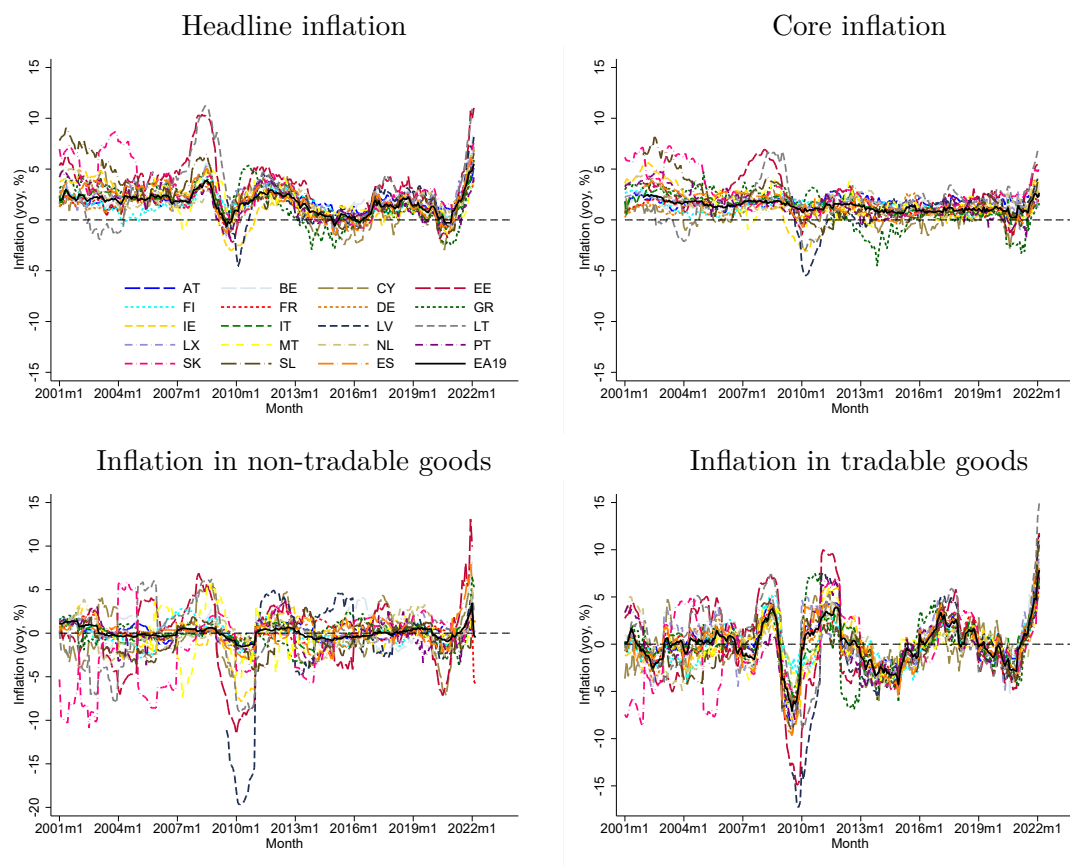 Headline inflation
Core inflation
Inflation (yoy, %)
15
10
5
0
-5
-10
-15
AT BE CY EE
FI FR DE GR
IE IT LV LT
LX MT NL PT
SK SL ES EA19
2001m1 2004m1 2007m1 2010m1 2013m1 2016m1 2019m1 2022m1
Month
Inflation (yoy, %)
15
10
5
0
-5
-10
-15
2001m1 2004m1 2007m1 2010m1 2013m1 2016m1 2019m1 2022m1
Month
Inflation in non-tradable goods
Inflation in tradable goods
Inflation (yoy, %)
15
10
5
0
-5
-10
-15
-20
2001m1 2004m1 2007m1 2010m1 2013m1 2016m1 2019m1 2022m1
Month
Inflation (yoy, %)
15
10
5
0
-5
-10
-15
2001m1 2004m1 2007m1 2010m1 2013m1 2016m1 2019m1 2022m1
Month